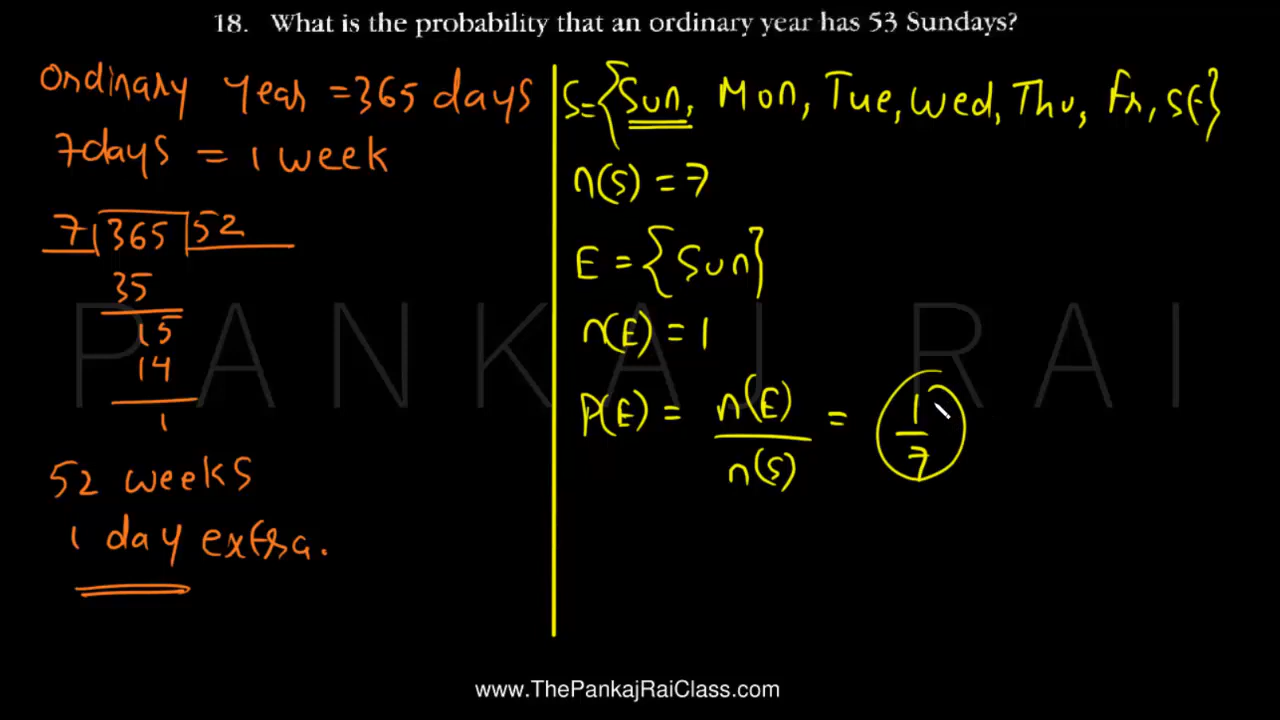 18. What is the probability that an ordinary year has 53 Sundays?
Ordinary Year = 365 days
7days = 1 week
7 365 52
35
15
14
1
52 weeks
1 day extra.
S={Sun, Mon, Tue, Wed, Thu, Fr, St}
n(S) = 7
E = {Sun}
n(E) = 1
P(E) = n(E)/n(S) = 1/7
PANKAJ RAI
www.ThePankajRaiClass.com